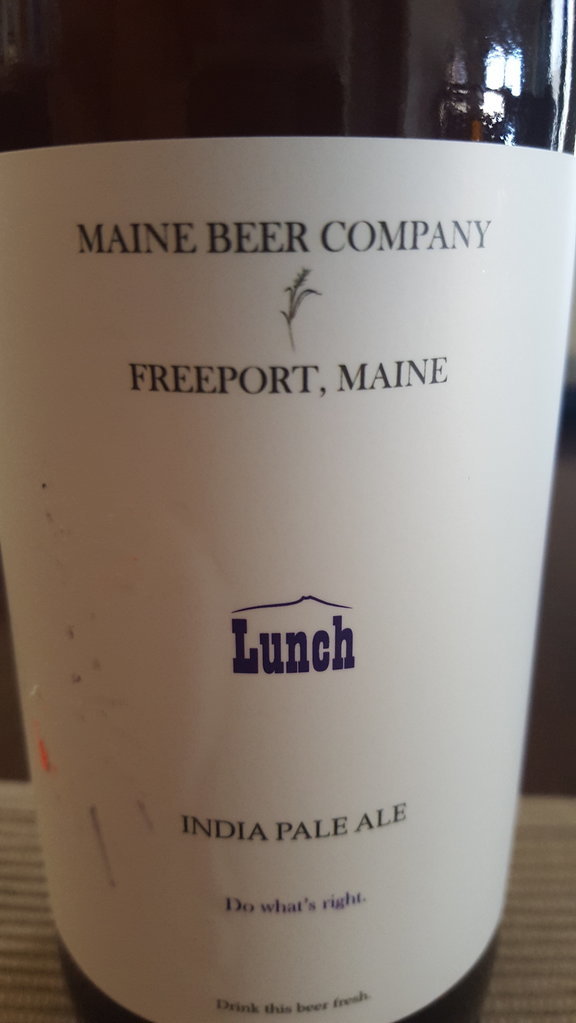 MAINE BEER COMPANY
FREEPORT, MAINE
Lunch
INDIA PALE ALE
Do what's right.
Drink this beer fresh.